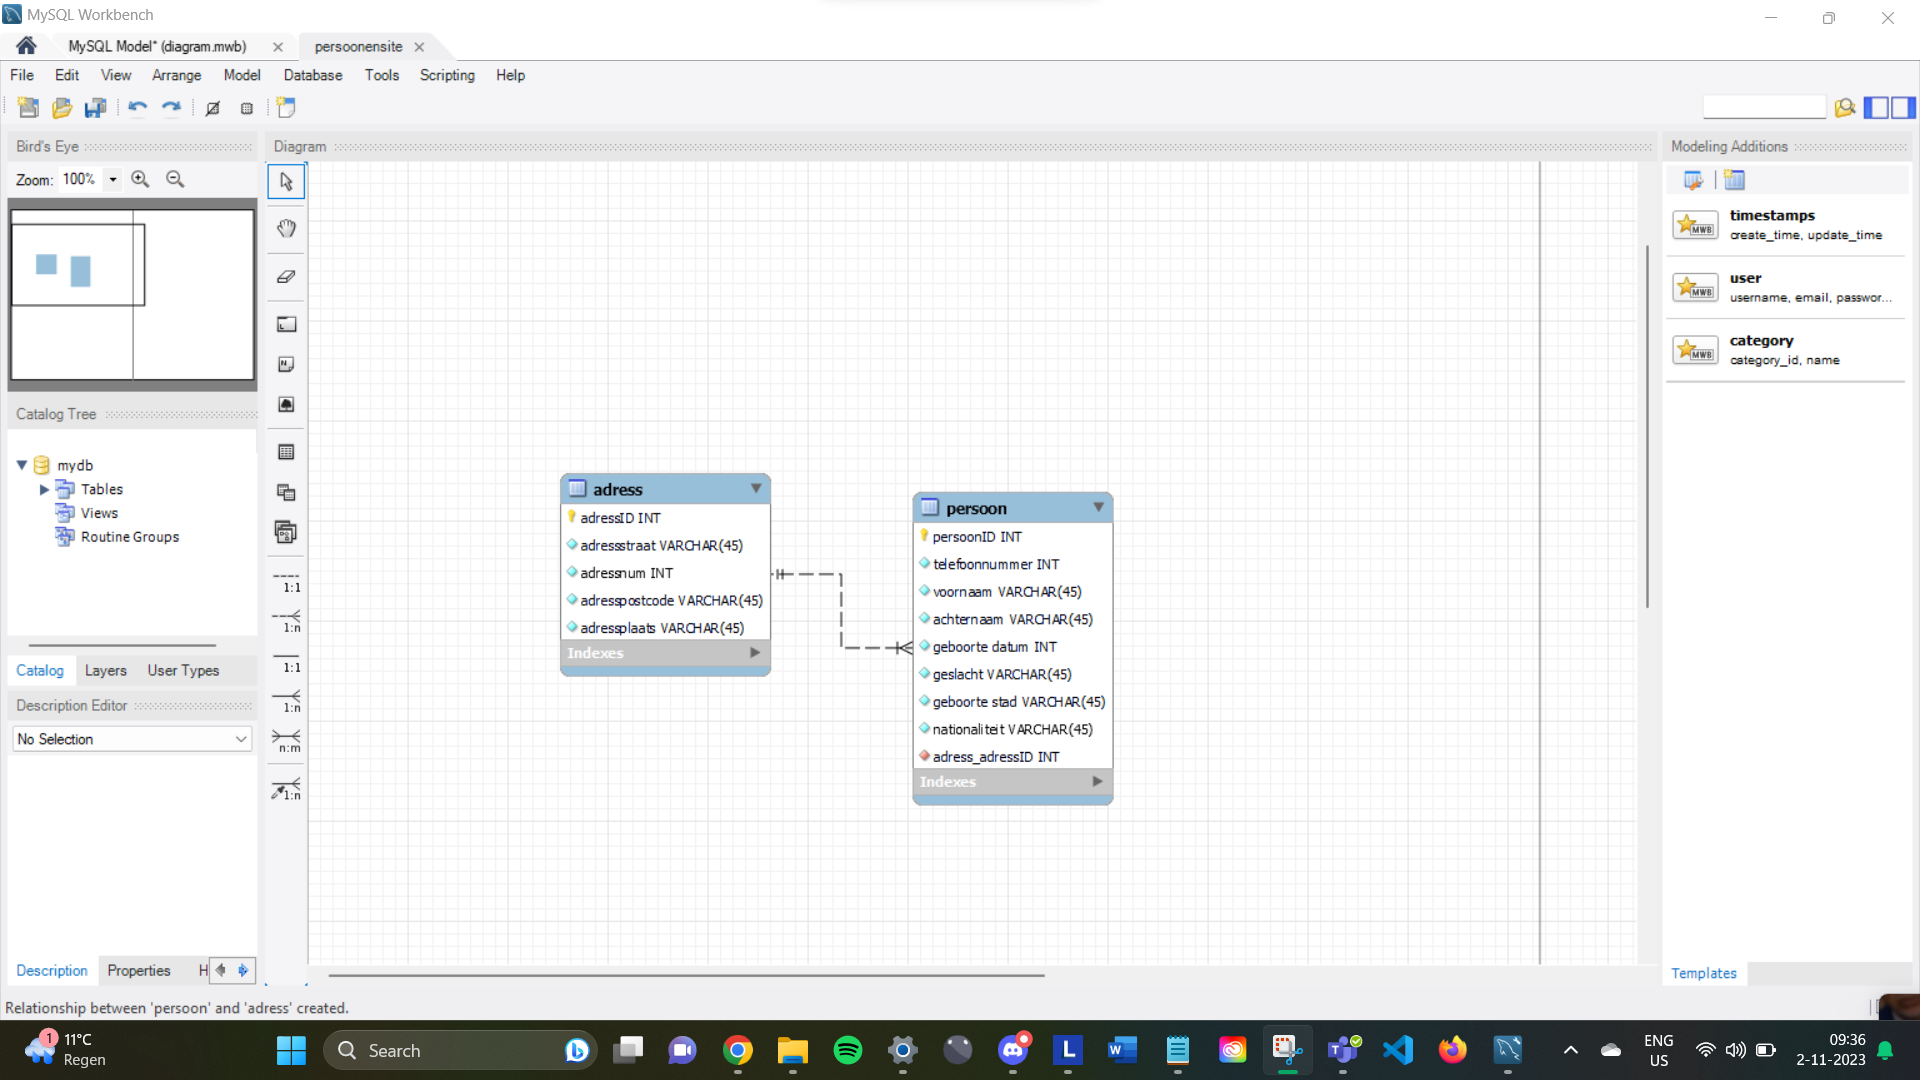 MySQL Workbench
MySQL Model* (diagram.mwb)
persoonensite
File Edit View Arrange Model Database Tools Scripting Help
Bird's Eye
Diagram
Modeling Additions
Zoom: 100%
timestamps
create_time, update_time
user
username, email, passwor...
category
category_id, name
Catalog Tree
mydb
Tables
Views
Routine Groups
1:1
1:n
1:1
1:n
n:m
1:n
adress
adressID INT
adressstraat VARCHAR(45)
adressnum INT
adresspostcode VARCHAR(45)
adressplaats VARCHAR(45)
Indexes
persoon
persoonID INT
telefoonnummer INT
voornaam VARCHAR(45)
achternaam VARCHAR(45)
geboorte datum INT
geslacht VARCHAR(45)
geboorte stad VARCHAR(45)
nationaliteit VARCHAR(45)
adress_adressID INT
Indexes
Catalog Layers User Types
Description Editor
No Selection
Description Properties H
Templates
Relationship between 'persoon' and 'adress' created.
1
11°C
Regen
Search
ENG
US
09:36
2-11-2023